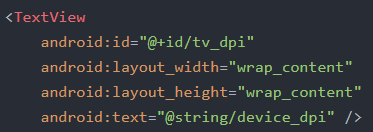 <TextView
android:id="@+id/tv_dpi"
android:layout_width="wrap_content"
android:layout_height="wrap_content"
android:text="@string/device_dpi" />